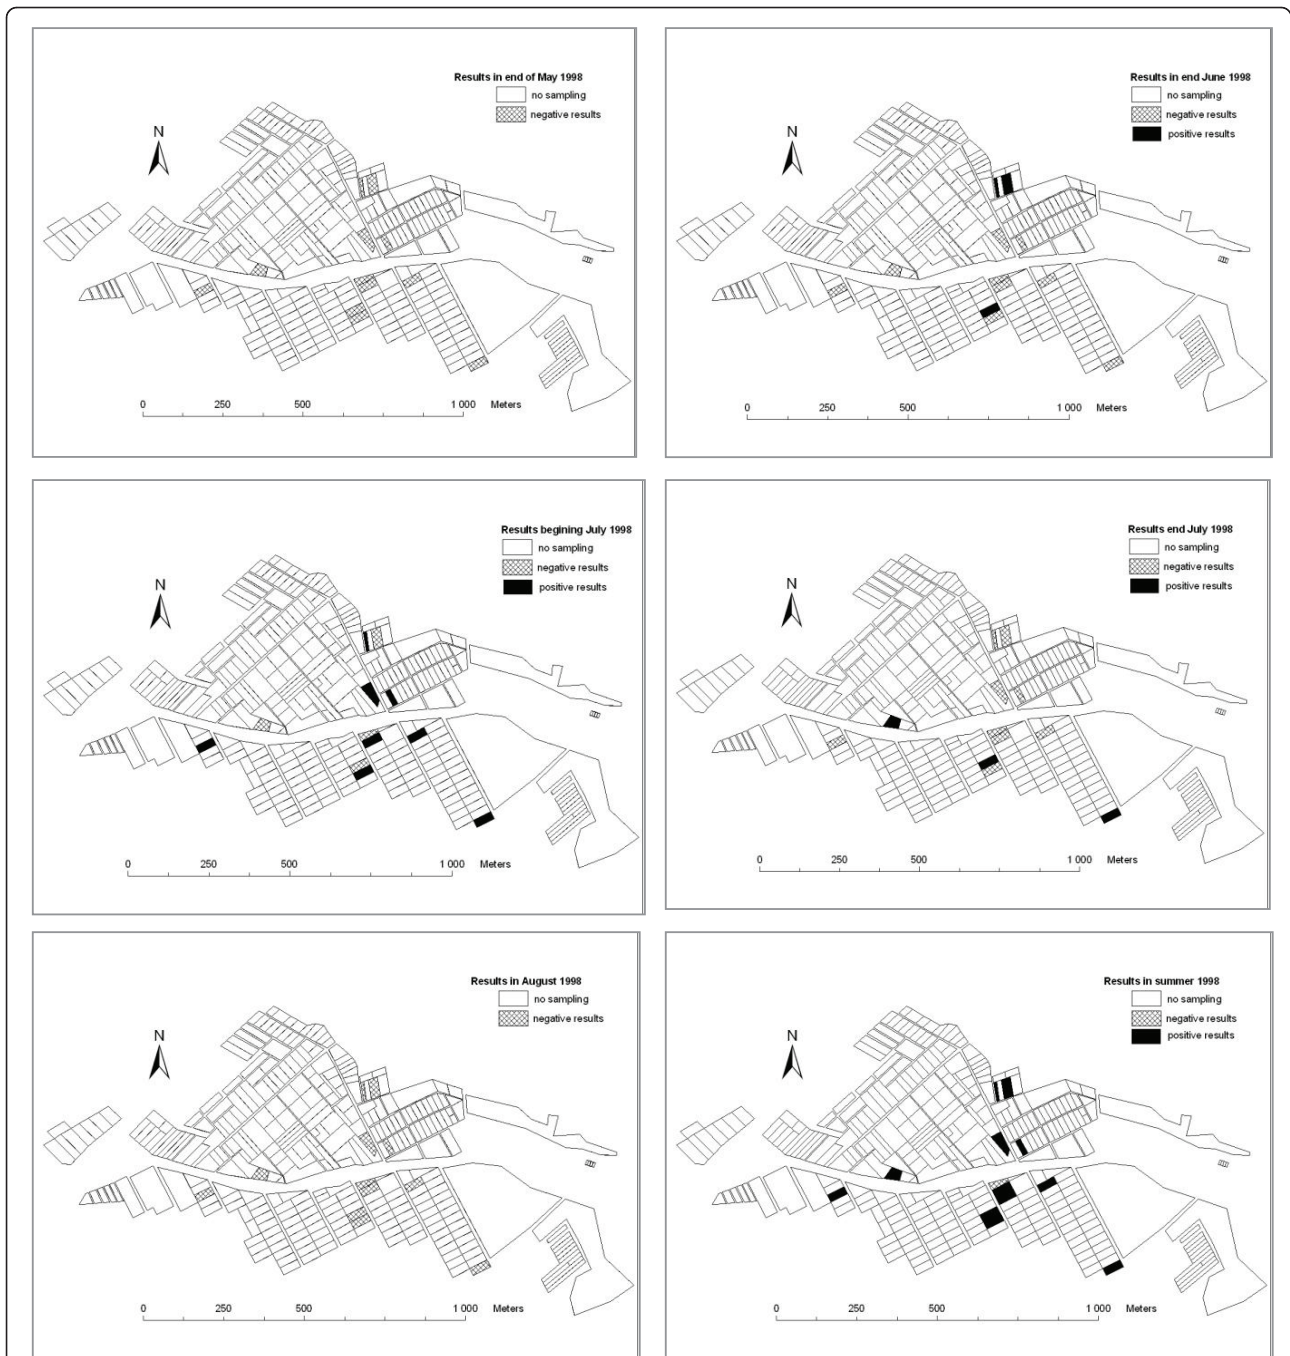 Results in end of May 1998
no sampling
negative results
N
0 250 500 1 000 Meters
Results in end June 1998
no sampling
negative results
positive results
N
0 250 500 1 000 Meters
Results begining July 1998
no sampling
negative results
positive results
N
0 250 500 1 000 Meters
Results end July 1998
no sampling
negative results
positive results
N
0 250 500 1 000 Meters
Results in August 1998
no sampling
negative results
N
0 250 500 1 000 Meters
Results in summer 1998
no sampling
negative results
positive results
N
0 250 500 1 000 Meters